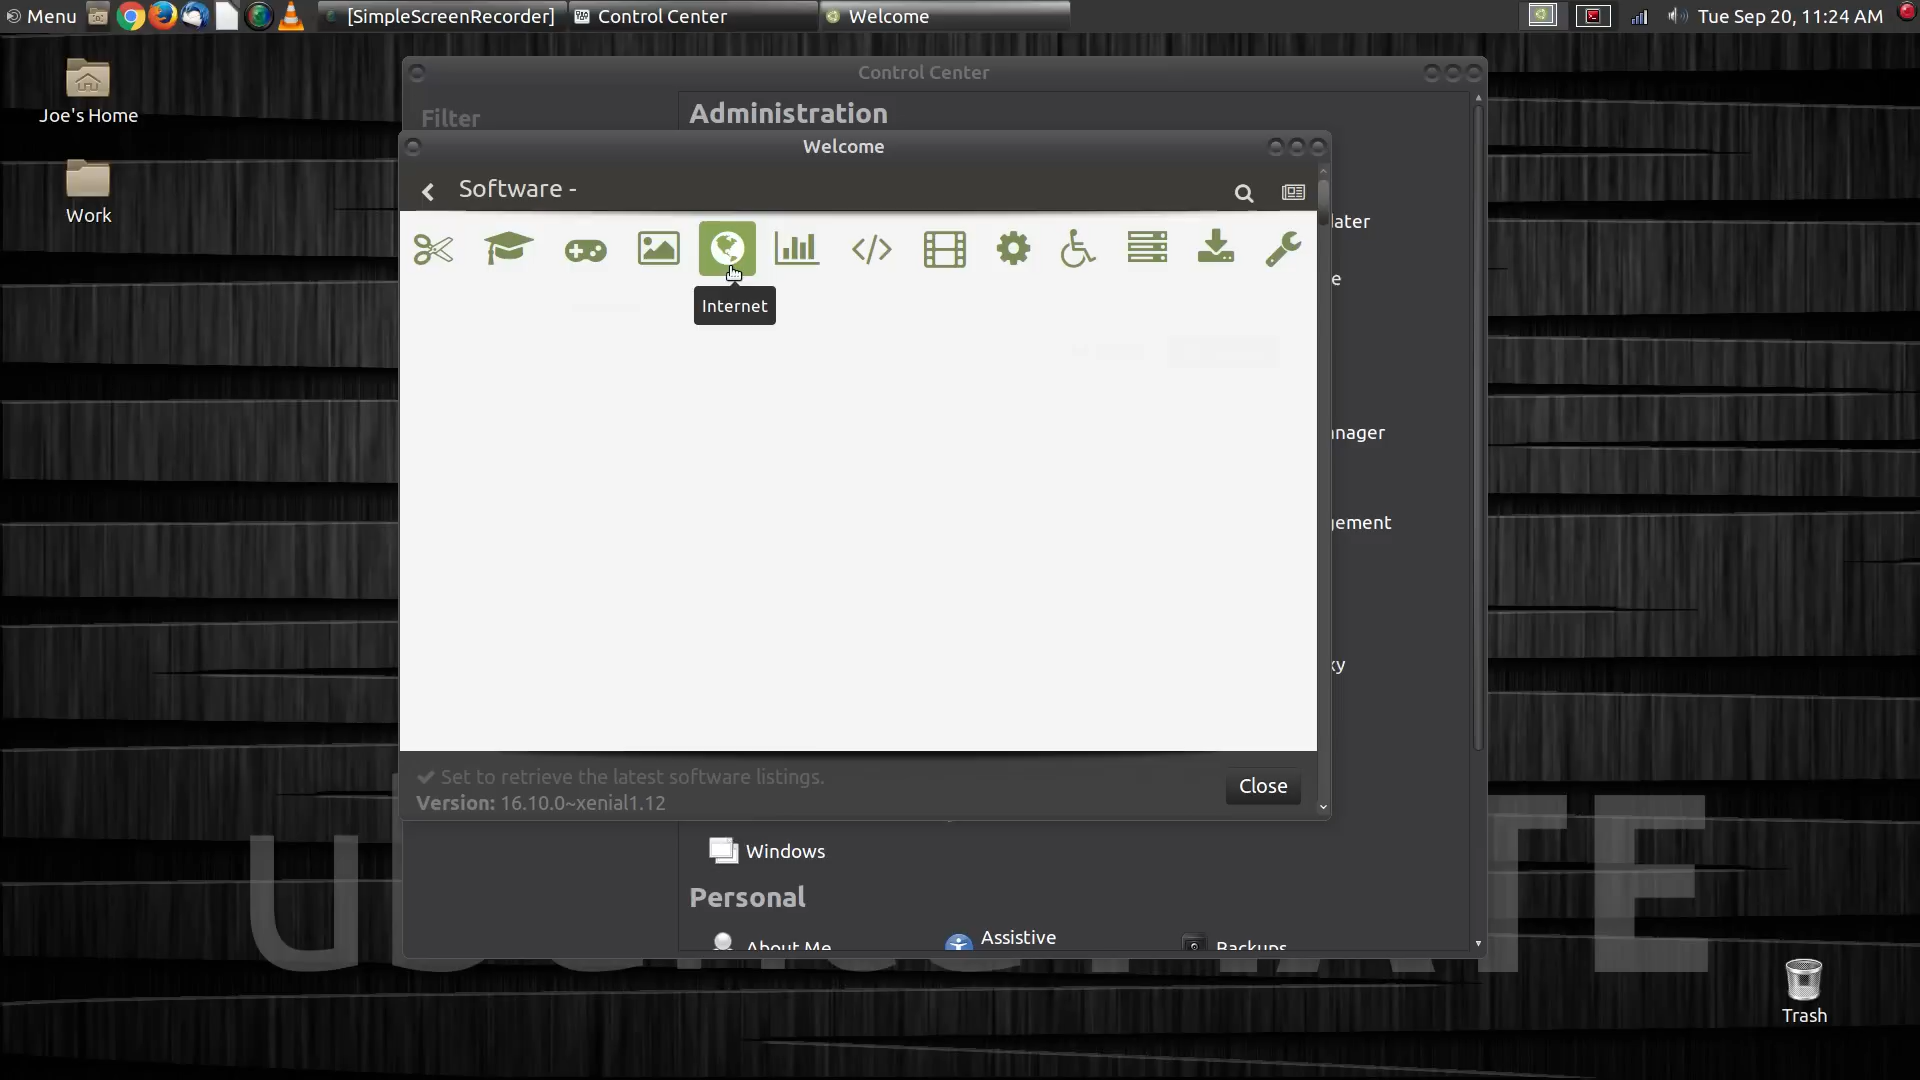 Menu
[SimpleScreenRecorder]
Control Center
Welcome
Tue Sep 20, 11:24 AM
Joe's Home
Work
Control Center
Filter
Administration
Welcome
Software -
Internet
later
e
anager
gement
xy
✔ Set to retrieve the latest software listings.
Version: 16.10.0~xenial1.12
Close
Windows
Personal
About Me
Assistive
Backups
Trash